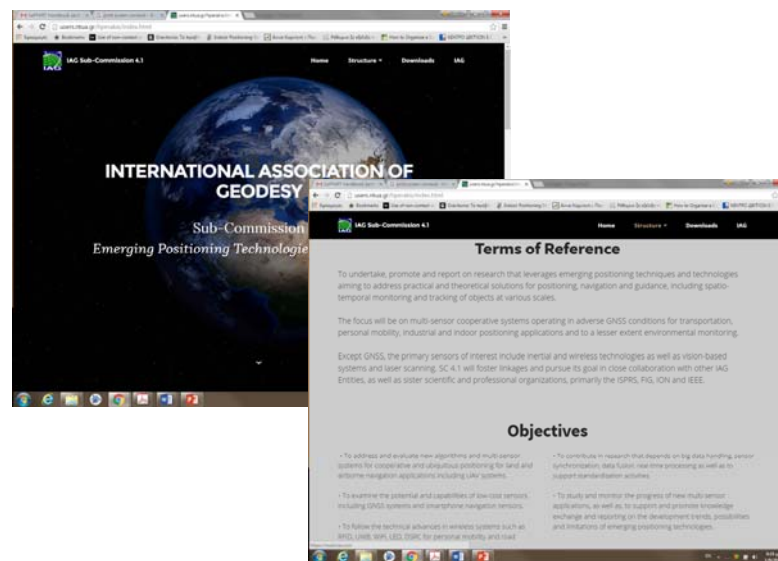 users.ntua.gr/fgenakis/index.html
IAG Sub-Commission 4.1
Home
Structure
Downloads
IAG
IAG
INTERNATIONAL ASSOCIATION OF
GEODESY
Sub-Commission
Emerging Positioning Technologie
IAG Sub-Commission 4.1
Home
Structure
Downloads
IAG
IAG
Terms of Reference
To undertake, promote and report on research that leverages emerging positioning techniques and technologies
aiming to address practical and theoretical solutions for positioning, navigation and guidance, including spatio-
temporal monitoring and tracking of objects at various scales.
The focus will be on multi-sensor cooperative systems operating in adverse GNSS conditions for transportation,
personal mobility, industrial and indoor positioning applications and to a lesser extent environmental monitoring.
Except GNSS, the primary sensors of interest include inertial and wireless technologies as well as vision-based
systems and laser scanning. SC 4.1 will foster linkages and pursue its goal in close collaboration with other IAG
Entities, as well as sister scientific and professional organizations, primarily the ISPRS, FIG, ION and IEEE.
Objectives
- To address and evaluate new algorithms and multi-sensor
systems for cooperative and ubiquitous positioning for land and
airborne navigation applications including UAV systems.
- To examine the potential and capabilities of low-cost sensors
including GNSS systems and smartphone navigation sensors.
- To follow the technical advances in wireless systems such as
RFID, UWB, WiFi, LED, DSRC for personal mobility and road
- To contribute in research that depends on big data handling, sensor
synchronization, data fusion, real-time processing as well as to
support standardisation activities.
- To study and monitor the progress of new multi-sensor
applications, as well as, to support and promote knowledge
exchange and reporting on the development trends, possibilities
and limitations of emerging positioning technologies.